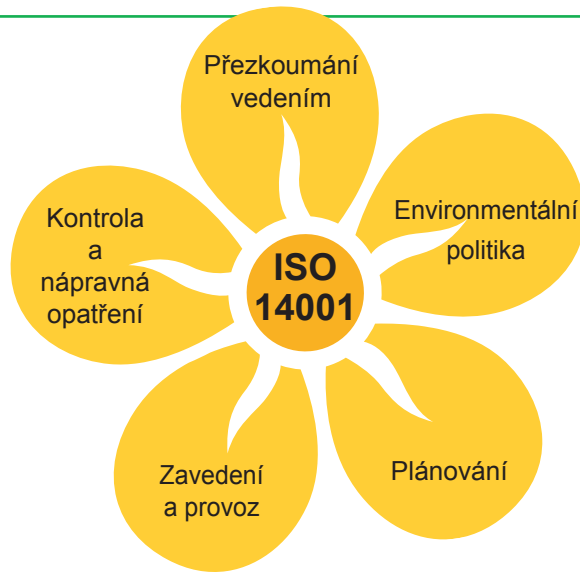 Přezkoumání
vedením
Environmentální
politika
Kontrola
a
nápravná
opatření
ISO
14001
Plánování
Zavedení
a provoz